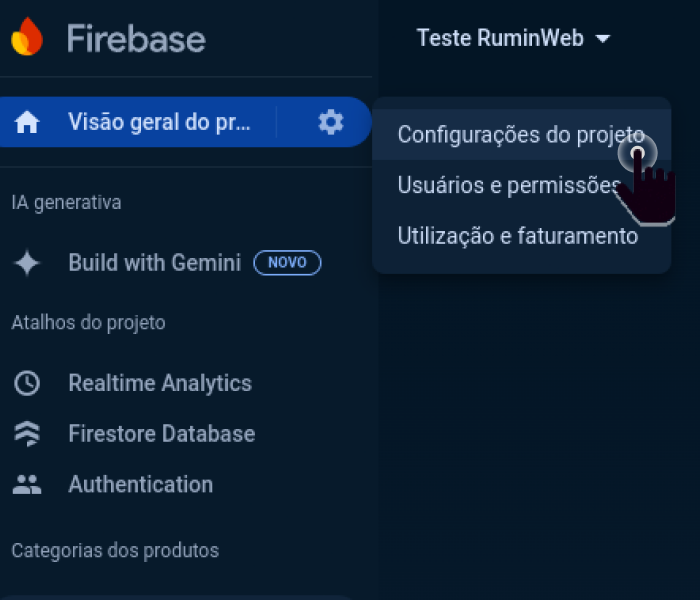 Firebase
Teste RuminWeb
Visão geral do pr...
Configurações do projeto
Usuários e permissões
Utilização e faturamento
IA generativa
Build with Gemini NOVO
Atalhos do projeto
Realtime Analytics
Firestore Database
Authentication
Categorias dos produtos